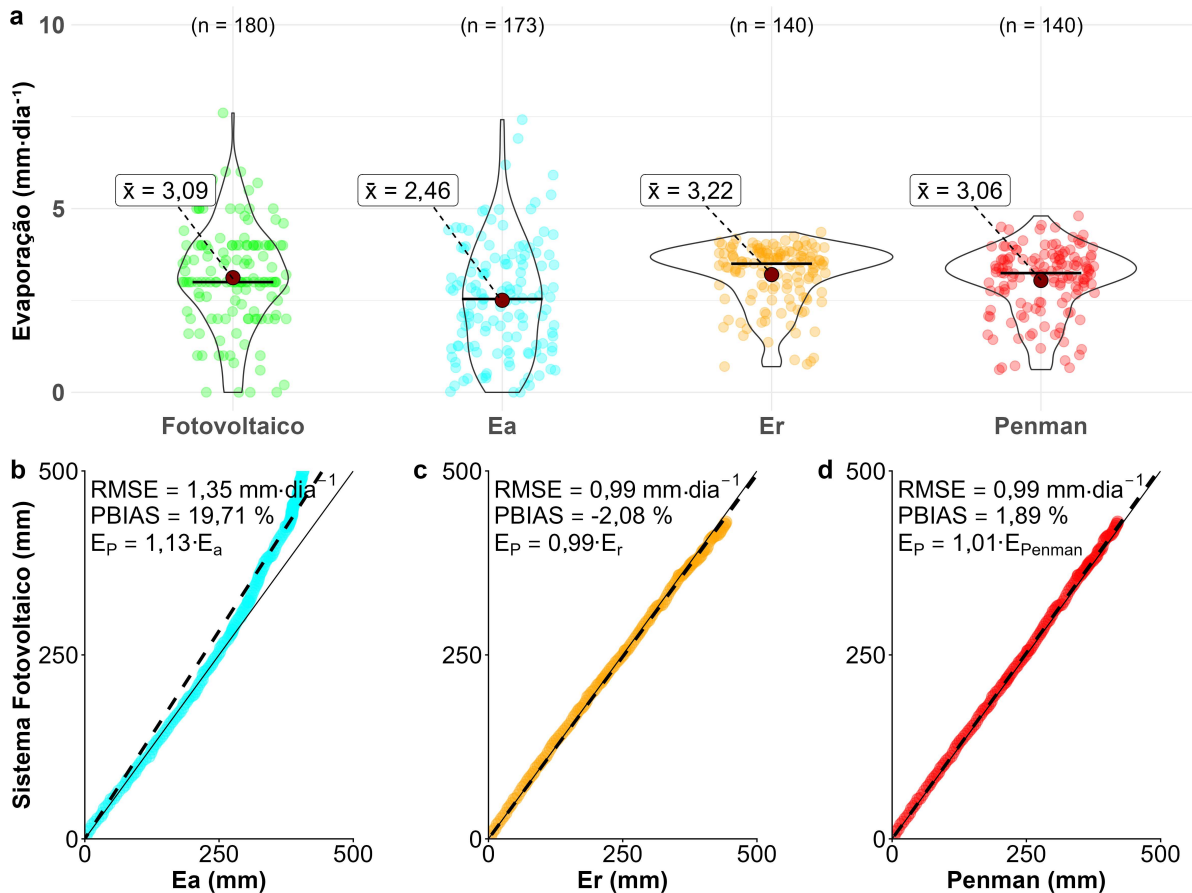 a
10
(n = 180)
(n = 173)
(n = 140)
(n = 140)
Evaporação (mm·dia⁻¹)
x̄ = 3,09
x̄ = 2,46
x̄ = 3,22
x̄ = 3,06
5
0
Fotovoltaico
Ea
Er
Penman
b
500
RMSE = 1,35 mm·dia⁻¹
PBIAS = 19,71 %
E_P = 1,13·E_a
250
0
Sistema Fotovoltaico (mm)
0
250
500
Ea (mm)
c
500
RMSE = 0,99 mm·dia⁻¹
PBIAS = -2,08 %
E_P = 0,99·E_r
250
0
0
250
500
Er (mm)
d
500
RMSE = 0,99 mm·dia⁻¹
PBIAS = 1,89 %
E_P = 1,01·E_Penman
250
0
0
250
500
Penman (mm)